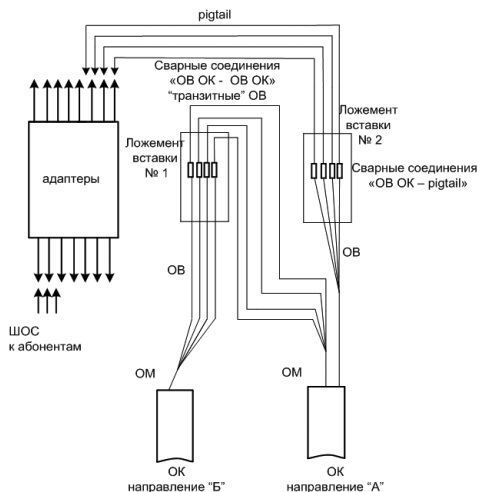 pigtail
Сварные соединения
«ОВ ОК - ОВ ОК»
“транзитные” ОВ
Ложемент
вставки
№ 1
Ложемент
вставки
№ 2
адаптеры
Сварные соединения
«ОВ ОК – pigtail»
ОВ
ОВ
ШОС
к абонентам
ОМ
ОМ
ОК
направление “Б”
ОК
направление “А”